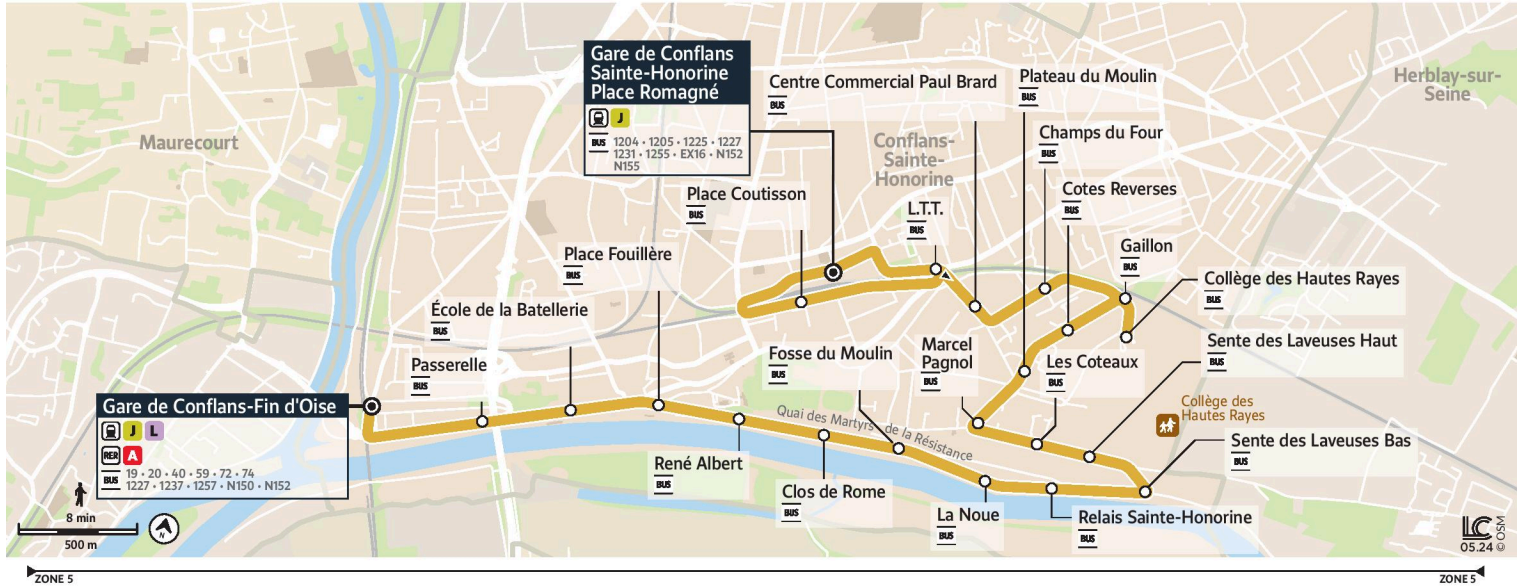 Gare de Conflans
Sainte-Honorine
Place Romagné
J
BUS 1204 • 1205 • 1225 • 1227
1231 • 1255 • EX16 • N152
N155
Centre Commercial Paul Brard
BUS
Plateau du Moulin
BUS
Herblay-sur-
Seine
Maurecourt
Conflans-
Sainte-
Honorine
Champs du Four
BUS
Place Coutisson
BUS
L.T.T.
BUS
Cotes Reverses
BUS
Place Fouillère
BUS
Gaillon
BUS
Collège des Hautes Rayes
BUS
École de la Batellerie
BUS
Passerelle
BUS
Fosse du Moulin
BUS
Marcel
Pagnol
BUS
Les Coteaux
BUS
Sente des Laveuses Haut
BUS
Gare de Conflans-Fin d'Oise
J L
RER A
BUS 19 • 20 • 40 • 59 • 72 • 74
1227 • 1237 • 1257 • N150 • N152
Quai des Martyrs de la Résistance
Collège des
Hautes Rayes
Sente des Laveuses Bas
BUS
René Albert
BUS
Clos de Rome
BUS
La Noue
BUS
Relais Sainte-Honorine
BUS
8 min
500 m
N
LC
05.24 © OSM
ZONE 5
ZONE 5